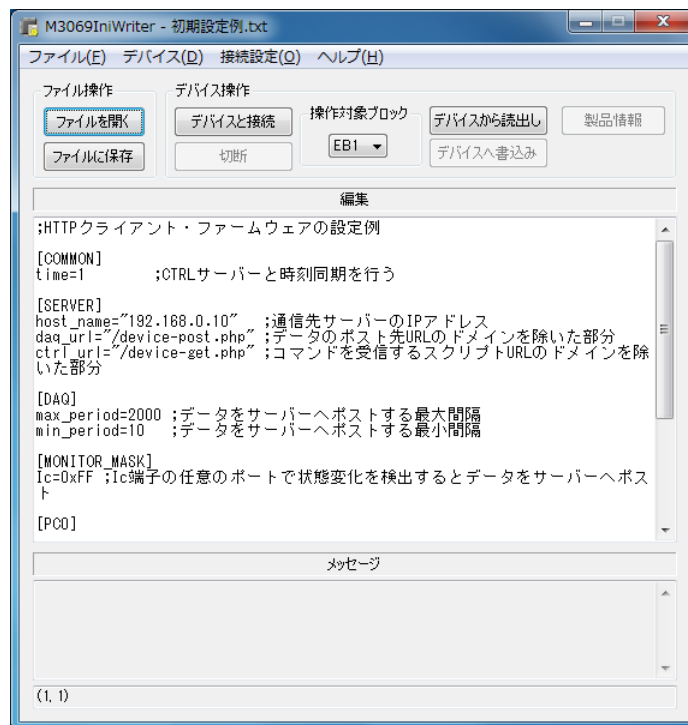 M3069IniWriter - 初期設定例.txt
ファイル(F) デバイス(D) 接続設定(O) ヘルプ(H)
ファイル操作
ファイルを開く
ファイルに保存
デバイス操作
デバイスと接続
切断
操作対象ブロック
EB1
デバイスから読出し
デバイスへ書込み
製品情報
編集
;HTTPクライアント・ファームウェアの設定例
[COMMON]
time=1 ;CTRLサーバーと時刻同期を行う
[SERVER]
host_name="192.168.0.10" ;通信先サーバーのIPアドレス
daq_url="/device-post.php" ;データのポスト先URLのドメインを除いた部分
ctrl_url="/device-get.php" ;コマンドを受信するスクリプトURLのドメインを除
いた部分
[DAQ]
max_period=2000 ;データをサーバーへポストする最大間隔
min_period=10 ;データをサーバーへポストする最小間隔
[MONITOR_MASK]
Ic=0xFF ;Ic端子の任意のポートで状態変化を検出するとデータをサーバーへポス
ト
[PC0]
メッセージ
(1, 1)